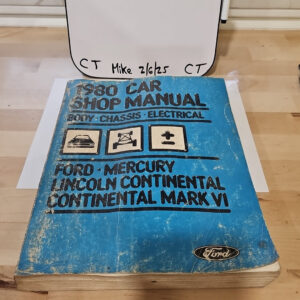 CT Mike 2/6/25 CT
1980 CAR
SHOP MANUAL
BODY · CHASSIS · ELECTRICAL
FORD · MERCURY
LINCOLN CONTINENTAL
CONTINENTAL MARK VI
Ford